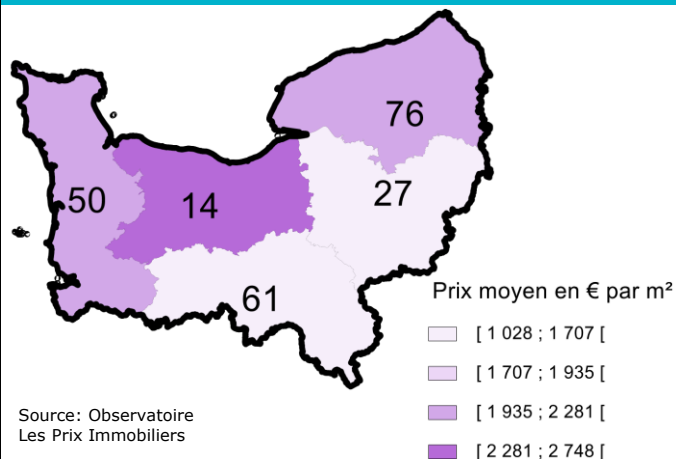 76
50
14
27
61
Prix moyen en € par m²
[ 1 028 ; 1 707 [
[ 1 707 ; 1 935 [
[ 1 935 ; 2 281 [
[ 2 281 ; 2 748 [
Source: Observatoire
Les Prix Immobiliers